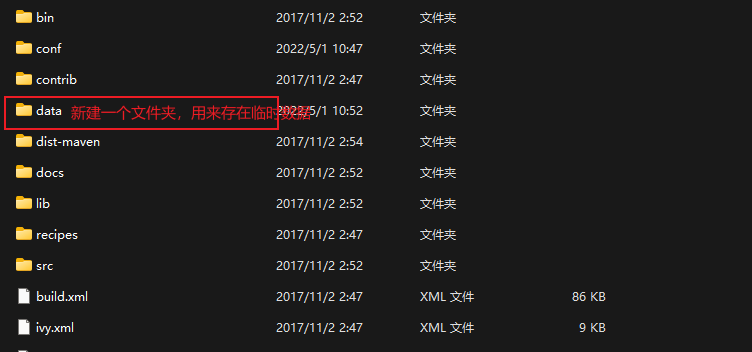 bin 2017/11/2 2:52 文件夹
conf 2022/5/1 10:47 文件夹
contrib 2017/11/2 2:47 文件夹
data 新建一个文件夹，用来存在临时数据 2022/5/1 10:52 文件夹
dist-maven 2017/11/2 2:54 文件夹
docs 2017/11/2 2:52 文件夹
lib 2017/11/2 2:52 文件夹
recipes 2017/11/2 2:47 文件夹
src 2017/11/2 2:52 文件夹
build.xml 2017/11/2 2:47 XML 文件 86 KB
ivy.xml 2017/11/2 2:47 XML 文件 9 KB